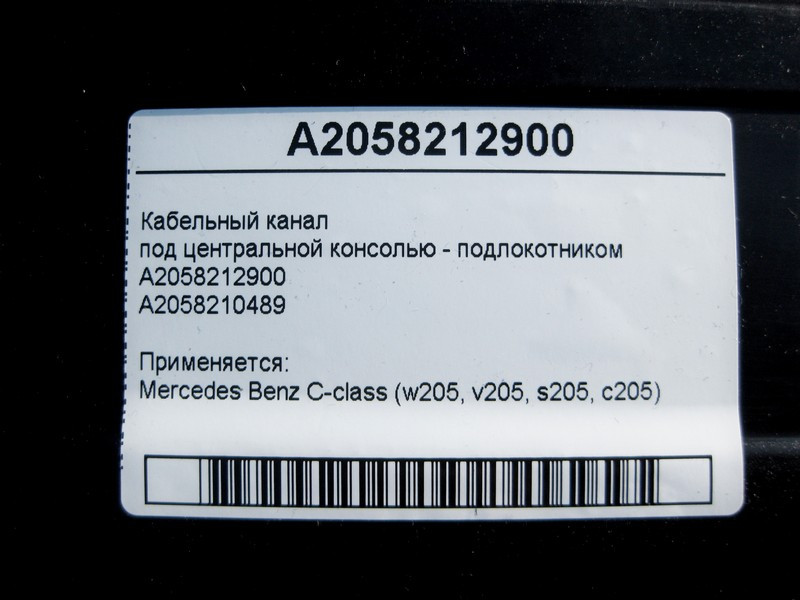 A2058212900
Кабельный канал
под центральной консолью - подлокотником
A2058212900
A2058210489
Применяется:
Mercedes Benz C-class (w205, v205, s205, c205)